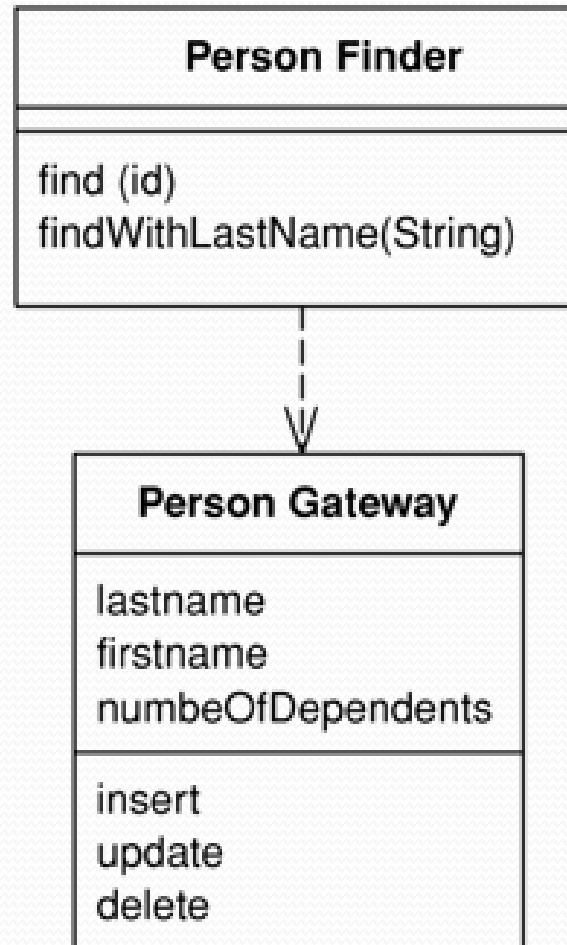 Person Finder
find (id)
findWithLastName(String)
Person Gateway
lastname
firstname
numbeOfDependents
insert
update
delete